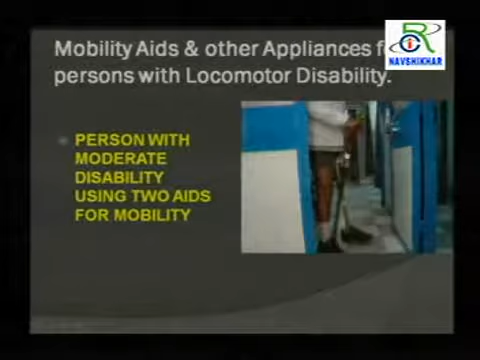 Mobility Aids & other Appliances f
persons with Locomotor Disability.
R
C i
NAVSHIKHAR
PERSON WITH
MODERATE
DISABILITY
USING TWO AIDS
FOR MOBILITY